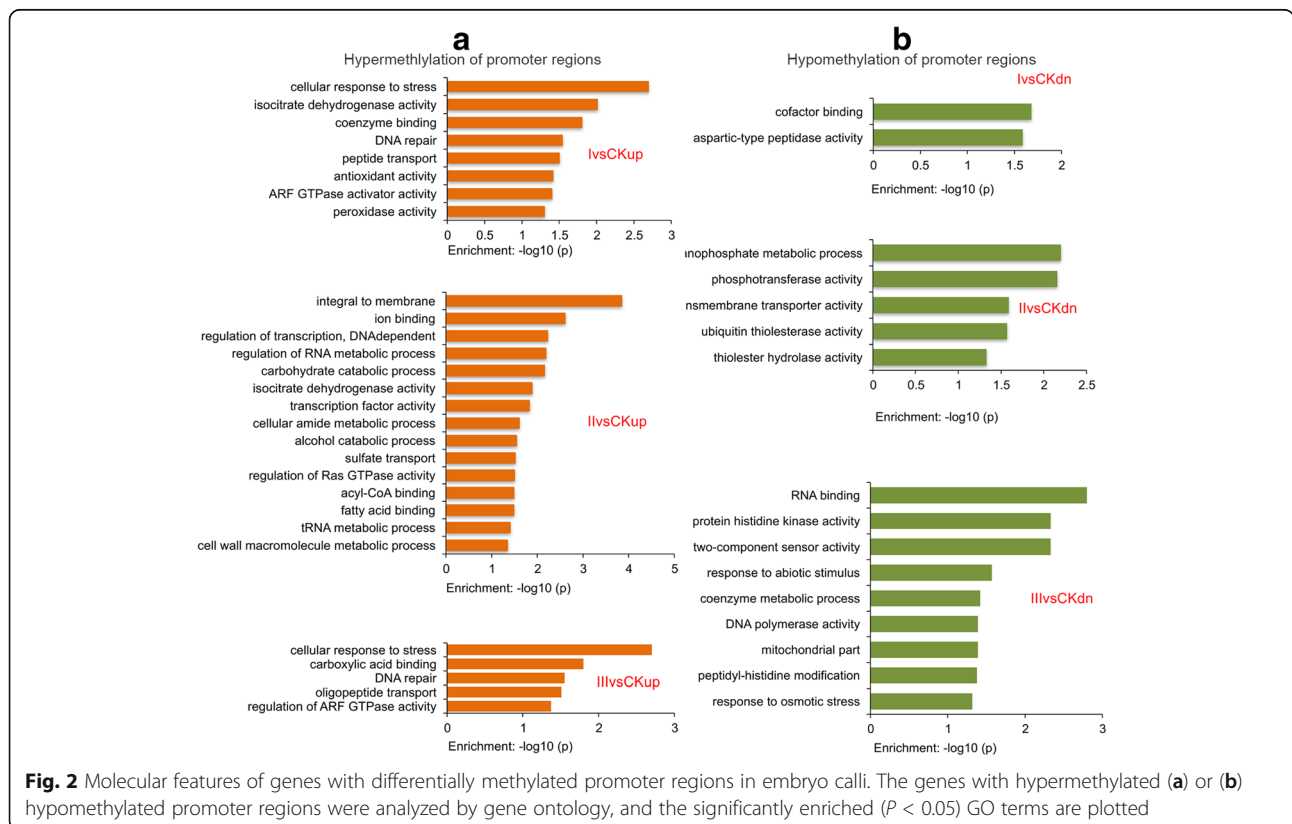 a
Hypermethlylation of promoter regions
cellular response to stress
isocitrate dehydrogenase activity
coenzyme binding
DNA repair
peptide transport
antioxidant activity
ARF GTPase activator activity
peroxidase activity
IvsCKup
0 0.5 1 1.5 2 2.5 3
Enrichment: -log10 (p)
integral to membrane
ion binding
regulation of transcription, DNAdependent
regulation of RNA metabolic process
carbohydrate catabolic process
isocitrate dehydrogenase activity
transcription factor activity
cellular amide metabolic process
alcohol catabolic process
sulfate transport
regulation of Ras GTPase activity
acyl-CoA binding
fatty acid binding
tRNA metabolic process
cell wall macromolecule metabolic process
IIvsCKup
0 1 2 3 4 5
Enrichment: -log10 (p)
cellular response to stress
carboxylic acid binding
DNA repair
oligopeptide transport
regulation of ARF GTPase activity
IIIvsCKup
0 1 2 3
Enrichment: -log10 (p)
b
Hypomethylation of promoter regions
IvsCKdn
cofactor binding
aspartic-type peptidase activity
0 0.5 1 1.5 2
Enrichment: -log10 (p)
nophosphate metabolic process
phosphotransferase activity
nsmembrane transporter activity
ubiquitin thiolesterase activity
thiolester hydrolase activity
IIvsCKdn
0 0.5 1 1.5 2 2.5
Enrichment: -log10 (p)
RNA binding
protein histidine kinase activity
two-component sensor activity
response to abiotic stimulus
coenzyme metabolic process
DNA polymerase activity
mitochondrial part
peptidyl-histidine modification
response to osmotic stress
IIIvsCKdn
0 1 2 3
Enrichment: -log10 (p)
Fig. 2 Molecular features of genes with differentially methylated promoter regions in embryo calli. The genes with hypermethylated (a) or (b)
hypomethylated promoter regions were analyzed by gene ontology, and the significantly enriched (P < 0.05) GO terms are plotted